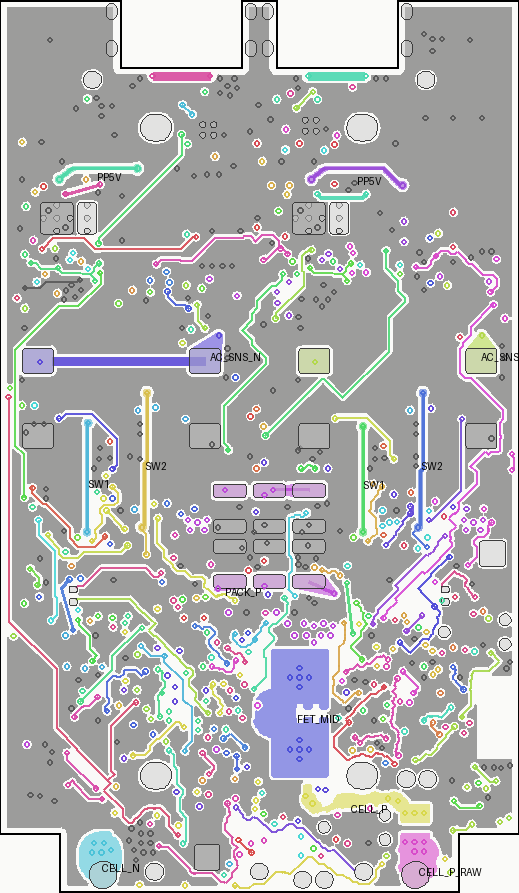 PP5V
PP5V
AC_SNS_N
AC_SNS
SW2
SW2
SW1
SW1
PACK_P
FET_MID
CELL_P
CELL_N
CELL_P_RAW